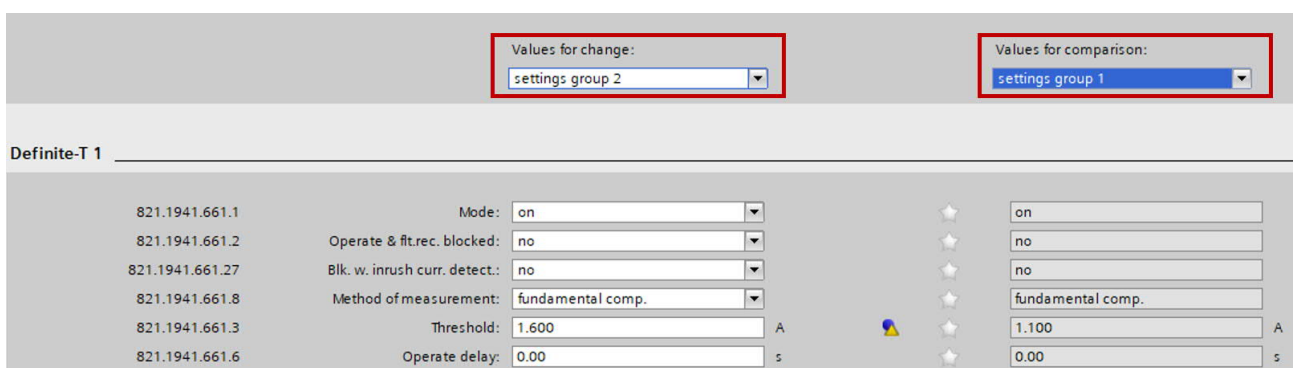 Values for change: Values for comparison:
settings group 2 settings group 1
Definite-T 1
821.1941.661.1 Mode: on on
821.1941.661.2 Operate & flt.rec. blocked: no no
821.1941.661.27 Blk. w. inrush curr. detect.: no no
821.1941.661.8 Method of measurement: fundamental comp. fundamental comp.
821.1941.661.3 Threshold: 1.600 A 1.100 A
821.1941.661.6 Operate delay: 0.00 s 0.00 s